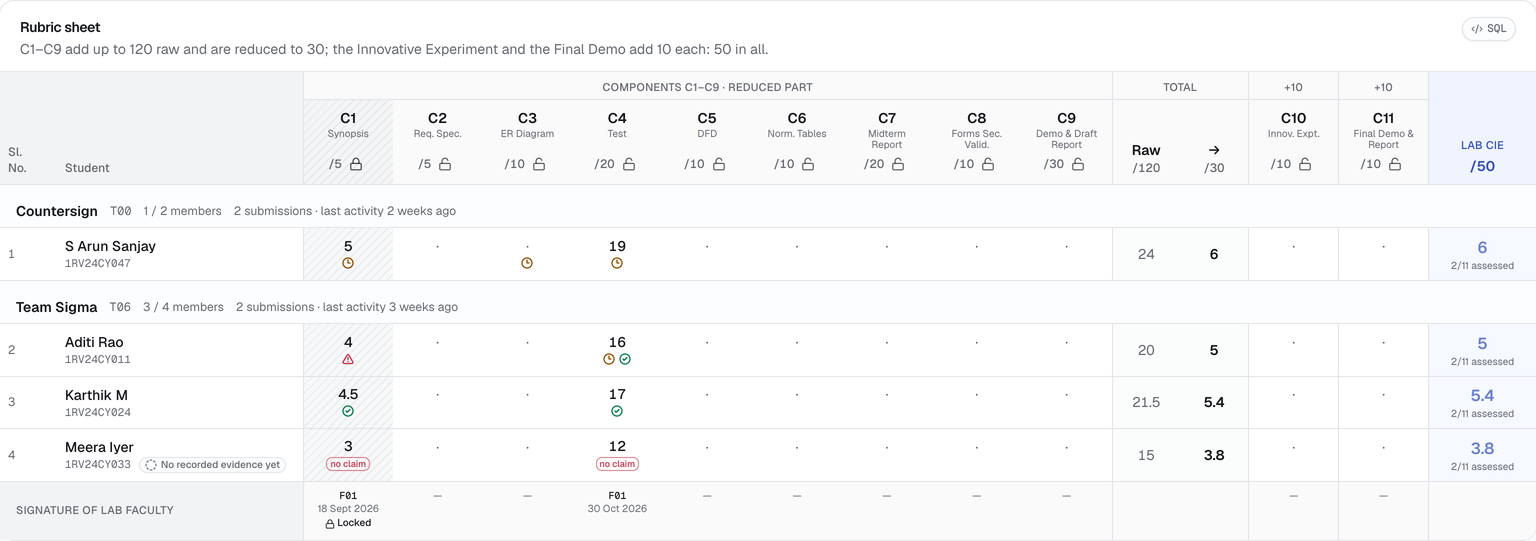 Rubric sheet
SQL
C1–C9 add up to 120 raw and are reduced to 30; the Innovative Experiment and the Final Demo add 10 each: 50 in all.
COMPONENTS C1–C9 · REDUCED PART TOTAL +10 +10
Sl. No. Student
C1 Synopsis /5
C2 Req. Spec. /5
C3 ER Diagram /10
C4 Test /20
C5 DFD /10
C6 Norm. Tables /10
C7 Midterm Report /20
C8 Forms Sec. Valid. /10
C9 Demo & Draft Report /30
Raw /120
→ /30
C10 Innov. Expt. /10
C11 Final Demo & Report /10
LAB CIE /50
Countersign T00 1 / 2 members 2 submissions · last activity 2 weeks ago
1 S Arun Sanjay 5 · · 19 · · · · · 24 6 · · 6
1RV24CY047 2/11 assessed
Team Sigma T06 3 / 4 members 2 submissions · last activity 3 weeks ago
2 Aditi Rao 4 · · 16 · · · · · 20 5 · · 5
1RV24CY011 2/11 assessed
3 Karthik M 4.5 · · 17 · · · · · 21.5 5.4 · · 5.4
1RV24CY024 2/11 assessed
4 Meera Iyer 3 · · 12 · · · · · 15 3.8 · · 3.8
1RV24CY033 No recorded evidence yet no claim no claim 2/11 assessed
SIGNATURE OF LAB FACULTY
F01 — — F01 — — — — — — —
18 Sept 2026 30 Oct 2026
Locked